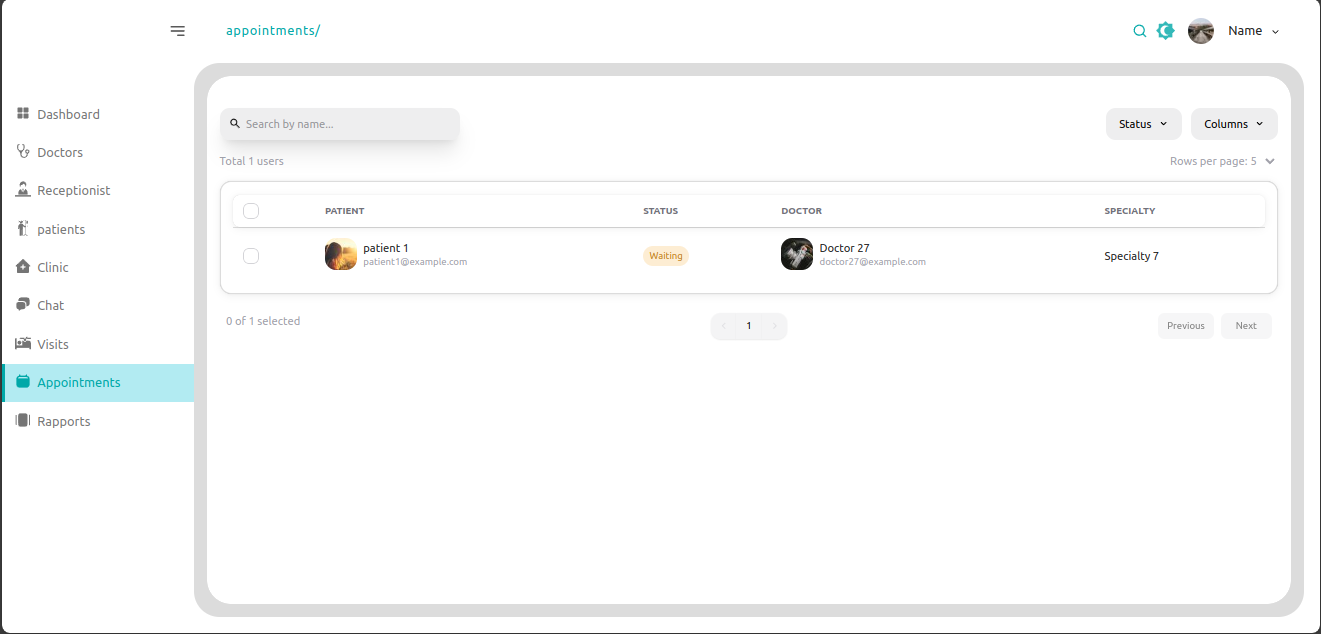 appointments/
Name
Dashboard
Doctors
Receptionist
patients
Clinic
Chat
Visits
Appointments
Rapports
Search by name...
Status
Columns
Total 1 users
Rows per page: 5
PATIENT STATUS DOCTOR SPECIALTY
patient 1
patient1@example.com
Waiting
Doctor 27
doctor27@example.com
Specialty 7
0 of 1 selected
1
Previous
Next